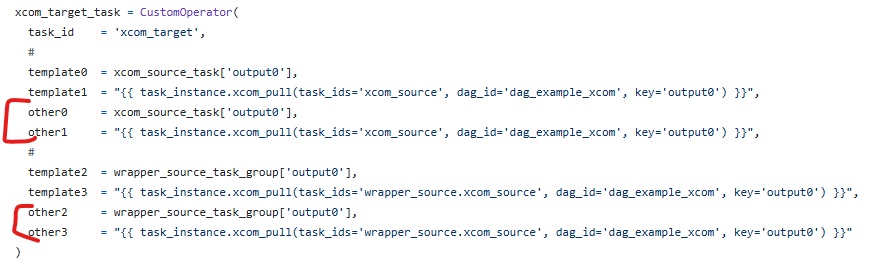 xcom_target_task = CustomOperator(
task_id = 'xcom_target',
#
template0 = xcom_source_task['output0'],
template1 = "{{ task_instance.xcom_pull(task_ids='xcom_source', dag_id='dag_example_xcom', key='output0') }}",
other0 = xcom_source_task['output0'],
other1 = "{{ task_instance.xcom_pull(task_ids='xcom_source', dag_id='dag_example_xcom', key='output0') }}",
#
template2 = wrapper_source_task_group['output0'],
template3 = "{{ task_instance.xcom_pull(task_ids='wrapper_source.xcom_source', dag_id='dag_example_xcom', key='output0') }}",
other2 = wrapper_source_task_group['output0'],
other3 = "{{ task_instance.xcom_pull(task_ids='wrapper_source.xcom_source', dag_id='dag_example_xcom', key='output0') }}"
)